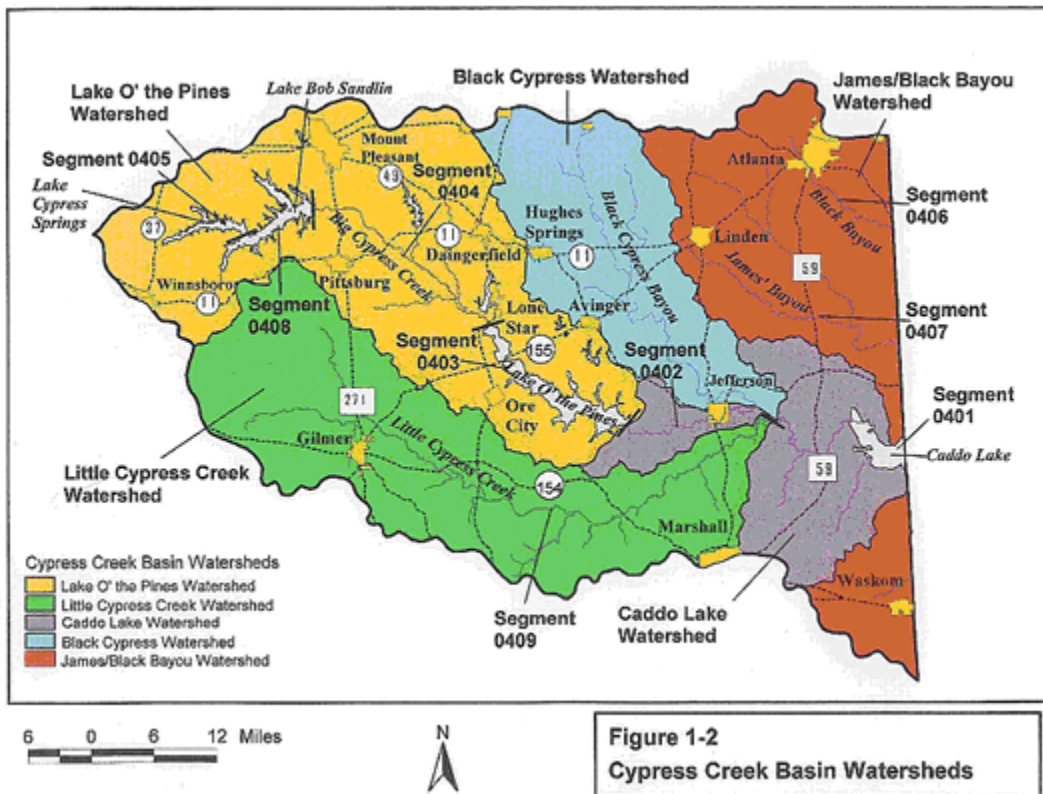 Black Cypress Watershed
James/Black Bayou
Watershed
Lake O' the Pines
Watershed
Lake Bob Sandlin
Segment 0405
Lake
Cypress
Springs
Mount
Pleasant
49
Segment
0404
Atlanta
Segment
0406
Black Bayou
37
Big Cypress Creek
11
Daingerfield
Hughes
Springs
11
Black Cypress Bayou
Linden
59
James' Bayou
Winnsboro
11
Pittsburg
Segment
0408
Lone
Star
Avinger
Segment
0407
Segment
0403
155
Segment
0402
Lake O' the Pines
Jefferson
Segment
0401
Caddo Lake
271
Ore
City
Gilmer
Little Cypress Creek
154
59
Little Cypress Creek
Watershed
Marshall
Waskom
Segment
0409
Caddo Lake
Watershed
Cypress Creek Basin Watersheds
Lake O' the Pines Watershed
Little Cypress Creek Watershed
Caddo Lake Watershed
Black Cypress Watershed
James/Black Bayou Watershed
6 0 6 12 Miles
N
Figure 1-2
Cypress Creek Basin Watersheds